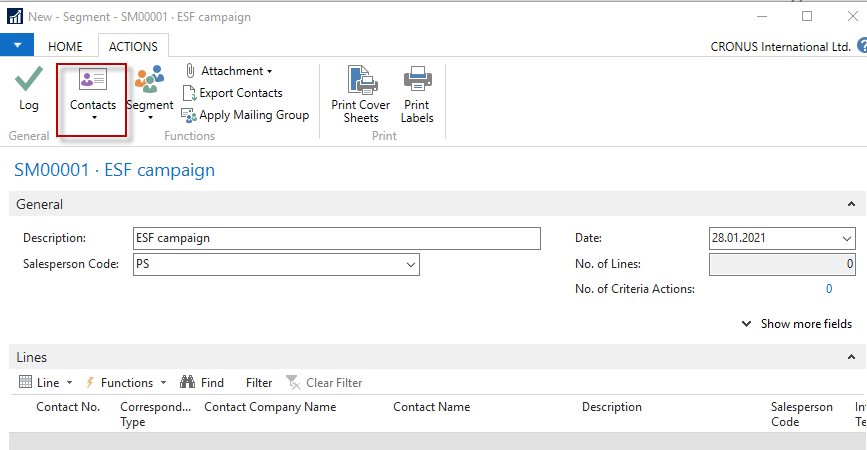 New - Segment - SM00001 · ESF campaign
HOME ACTIONS CRONUS International Ltd. ?
Log
Contacts
Segment
Attachment
Export Contacts
Apply Mailing Group
Print Cover Sheets
Print Labels
General Functions Print
SM00001 · ESF campaign
General
Description: ESF campaign Date: 28.01.2021
Salesperson Code: PS No. of Lines: 0
No. of Criteria Actions: 0
Show more fields
Lines
Line Functions Find Filter Clear Filter
Contact No. Correspond... Contact Company Name Contact Name Description Salesperson Int
Type Code Te